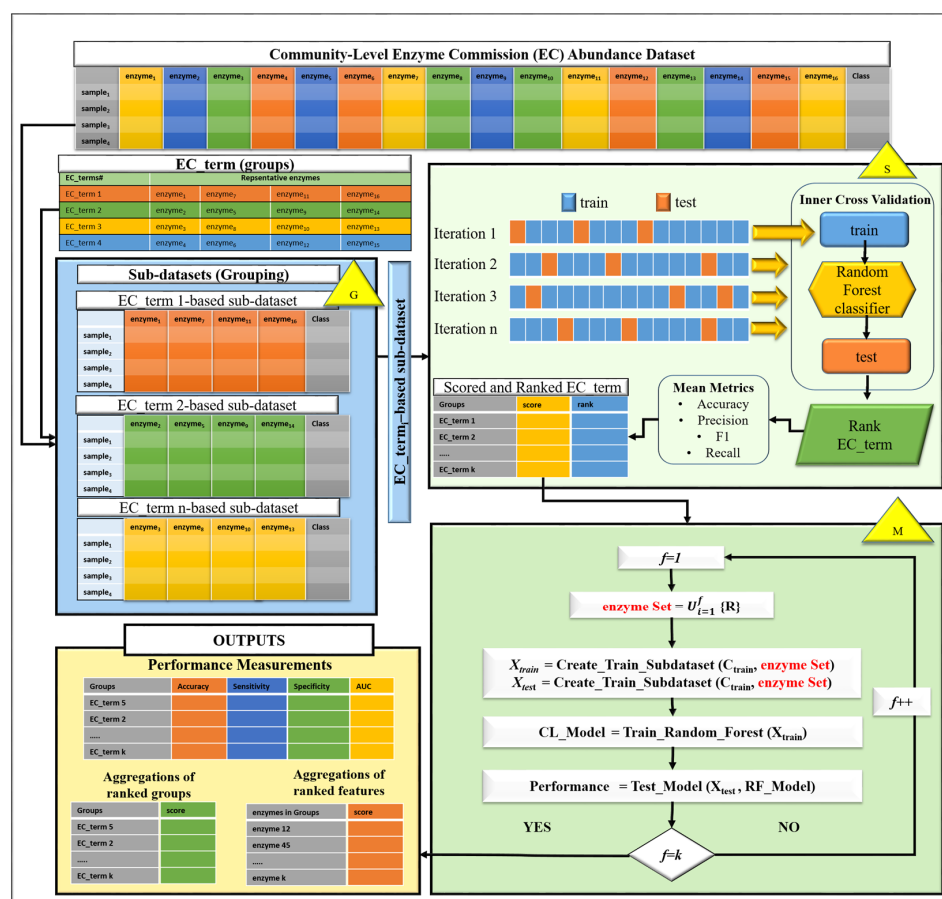 Community-Level Enzyme Commission (EC) Abundance Dataset
enzyme₁ enzyme₂ enzyme₃ enzyme₄ enzyme₅ enzyme₆ enzyme₇ enzyme₈ enzyme₉ enzyme₁₀ enzyme₁₁ enzyme₁₂ enzyme₁₃ enzyme₁₄ enzyme₁₅ enzyme₁₆ Class
sample₁
sample₂
sample₃
sample₄
EC_term (groups)
EC_terms# Repsentative enzymes
EC_term 1 enzyme₁ enzyme₇ enzyme₁₁ enzyme₁₆
EC_term 2 enzyme₂ enzyme₅ enzyme₉ enzyme₁₄
EC_term 3 enzyme₃ enzyme₈ enzyme₁₀ enzyme₁₃
EC_term 4 enzyme₄ enzyme₆ enzyme₁₂ enzyme₁₅
Sub-datasets (Grouping)
G
EC_term 1-based sub-dataset
enzyme₁ enzyme₇ enzyme₁₁ enzyme₁₆ Class
sample₁
sample₂
sample₃
sample₄
EC_term 2-based sub-dataset
enzyme₂ enzyme₅ enzyme₉ enzyme₁₄ Class
sample₁
sample₂
sample₃
sample₄
EC_term n-based sub-dataset
enzyme₃ enzyme₈ enzyme₁₀ enzyme₁₃ Class
sample₁
sample₂
sample₃
sample₄
EC_termᵢ-based sub-dataset
S
train test
Iteration 1
Iteration 2
Iteration 3
Iteration n
Inner Cross Validation
train
Random
Forest
classifier
test
Rank
EC_term
Mean Metrics
• Accuracy
• Precision
• F1
• Recall
Scored and Ranked EC_term
Groups score rank
EC_term 1
EC_term 2
.....
EC_term k
M
f=1
enzyme Set = U_{i=1}^{f} {R}
X_train = Create_Train_Subdataset (C_train, enzyme Set)
X_test = Create_Train_Subdataset (C_train, enzyme Set)
CL_Model = Train_Random_Forest (X_train)
Performance = Test_Model (X_test , RF_Model)
YES NO
f=k
f++
OUTPUTS
Performance Measurements
Groups Accuracy Sensitivity Specificity AUC
EC_term 5
EC_term 2
.....
EC_term k
Aggregations of
ranked groups
Groups score
EC_term 5
EC_term 2
.....
EC_term k
Aggregations of
ranked features
enzymes in Groups score
enzyme 12
enzyme 45
.....
enzyme k